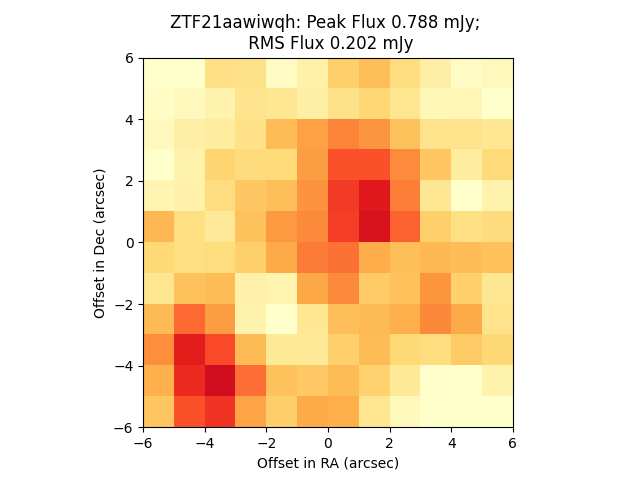 ZTF21aawiwqh: Peak Flux 0.788 mJy;
RMS Flux 0.202 mJy
6
4
2
0
−2
−4
−6
Offset in Dec (arcsec)
−6 −4 −2 0 2 4 6
Offset in RA (arcsec)